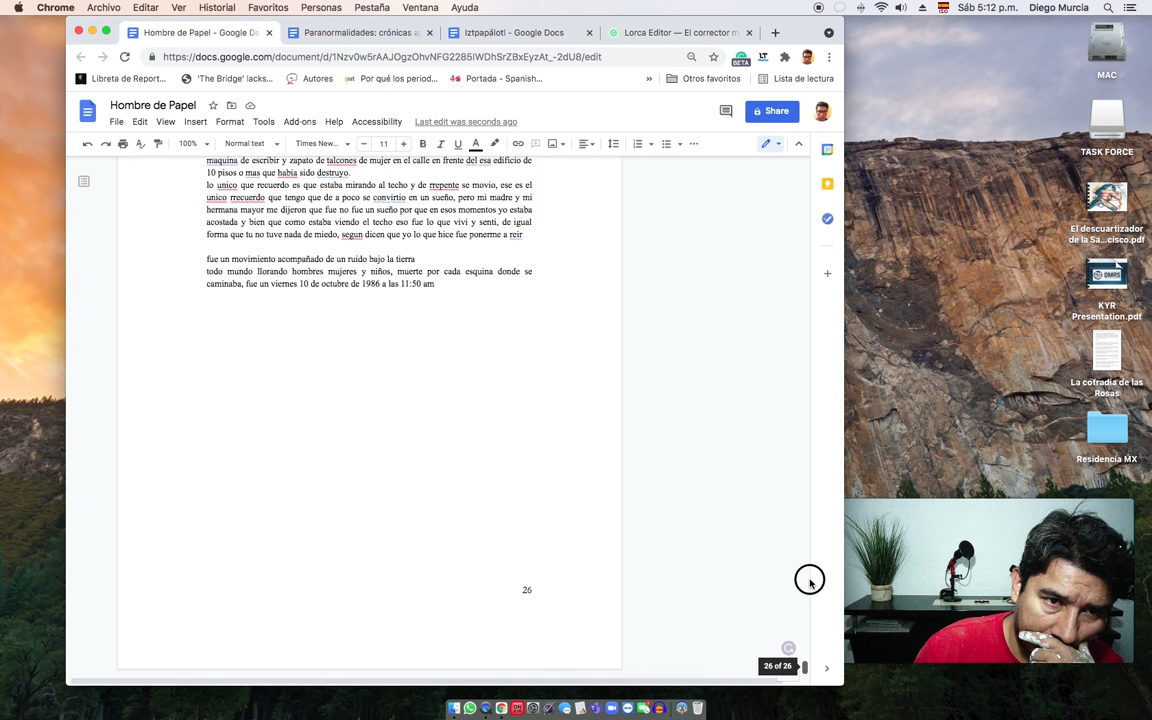 Chrome Archivo Editar Ver Historial Favoritos Personas Pestaña Ventana Ayuda
ISO Sáb 5:12 p.m. Diego Murcia
Hombre de Papel - Google Do
Paranormalidades: crónicas a
Iztpapálotl - Google Docs
Lorca Editor — El corrector m
https://docs.google.com/document/d/1Nzv0w5rAAJOgzOhvNFG2285IWDhSrZBxEyzAt_-2dU8/edit
BETA
Libreta de Report... 'The Bridge' lacks... Autores Por qué los period... Portada - Spanish... » Otros favoritos Lista de lectura
Hombre de Papel
Share
File Edit View Insert Format Tools Add-ons Help Accessibility Last edit was seconds ago
100% Normal text Times New... 11 B I U A
maquina de escribir y zapato de talcones de mujer en el calle en frente del esa edificio de
10 pisos o mas que habia sido destruyo.
lo unico que recuerdo es que estaba mirando al techo y de rrepente se movio, ese es el
unico rrecuerdo que tengo que de a poco se convirtio en un sueño, pero mi madre y mi
hermana mayor me dijeron que fue no fue un sueño por que en esos momentos yo estaba
acostada y bien que como estaba viendo el techo eso fue lo que vivi y senti, de igual
forma que tu no tuve nada de miedo, segun dicen que yo lo que hice fue ponerme a reir
fue un movimiento acompañado de un ruido bajo la tierra
todo mundo llorando hombres mujeres y niños, muerte por cada esquina donde se
caminaba, fue un viernes 10 de octubre de 1986 a las 11:50 am
26
26 of 26
MAC
TASK FORCE
El descuartizador
de la Sa...cisco.pdf
KYR
Presentation.pdf
La cofradia de las
Rosas
Residencia MX